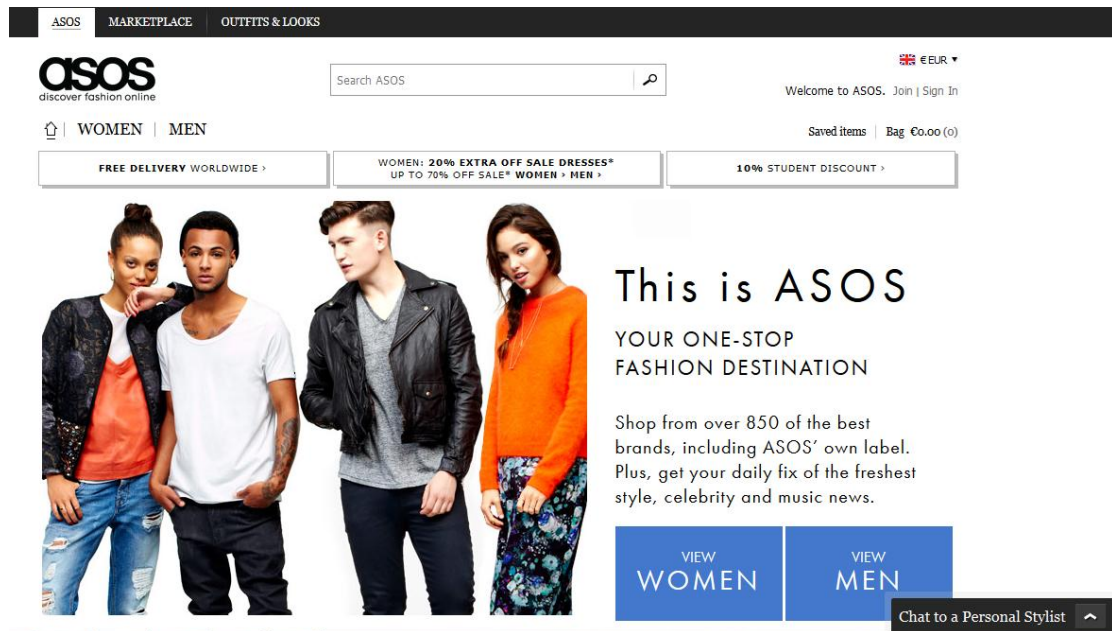 ASOS MARKETPLACE OUTFITS & LOOKS
asos
discover fashion online
Search ASOS
€ EUR ▼
Welcome to ASOS. Join | Sign In
WOMEN | MEN
Saved items | Bag €0.00 (0)
FREE DELIVERY WORLDWIDE ›
WOMEN: 20% EXTRA OFF SALE DRESSES*
UP TO 70% OFF SALE* WOMEN › MEN ›
10% STUDENT DISCOUNT ›
This is ASOS
YOUR ONE-STOP
FASHION DESTINATION
Shop from over 850 of the best
brands, including ASOS' own label.
Plus, get your daily fix of the freshest
style, celebrity and music news.
VIEW
WOMEN
VIEW
MEN
Chat to a Personal Stylist